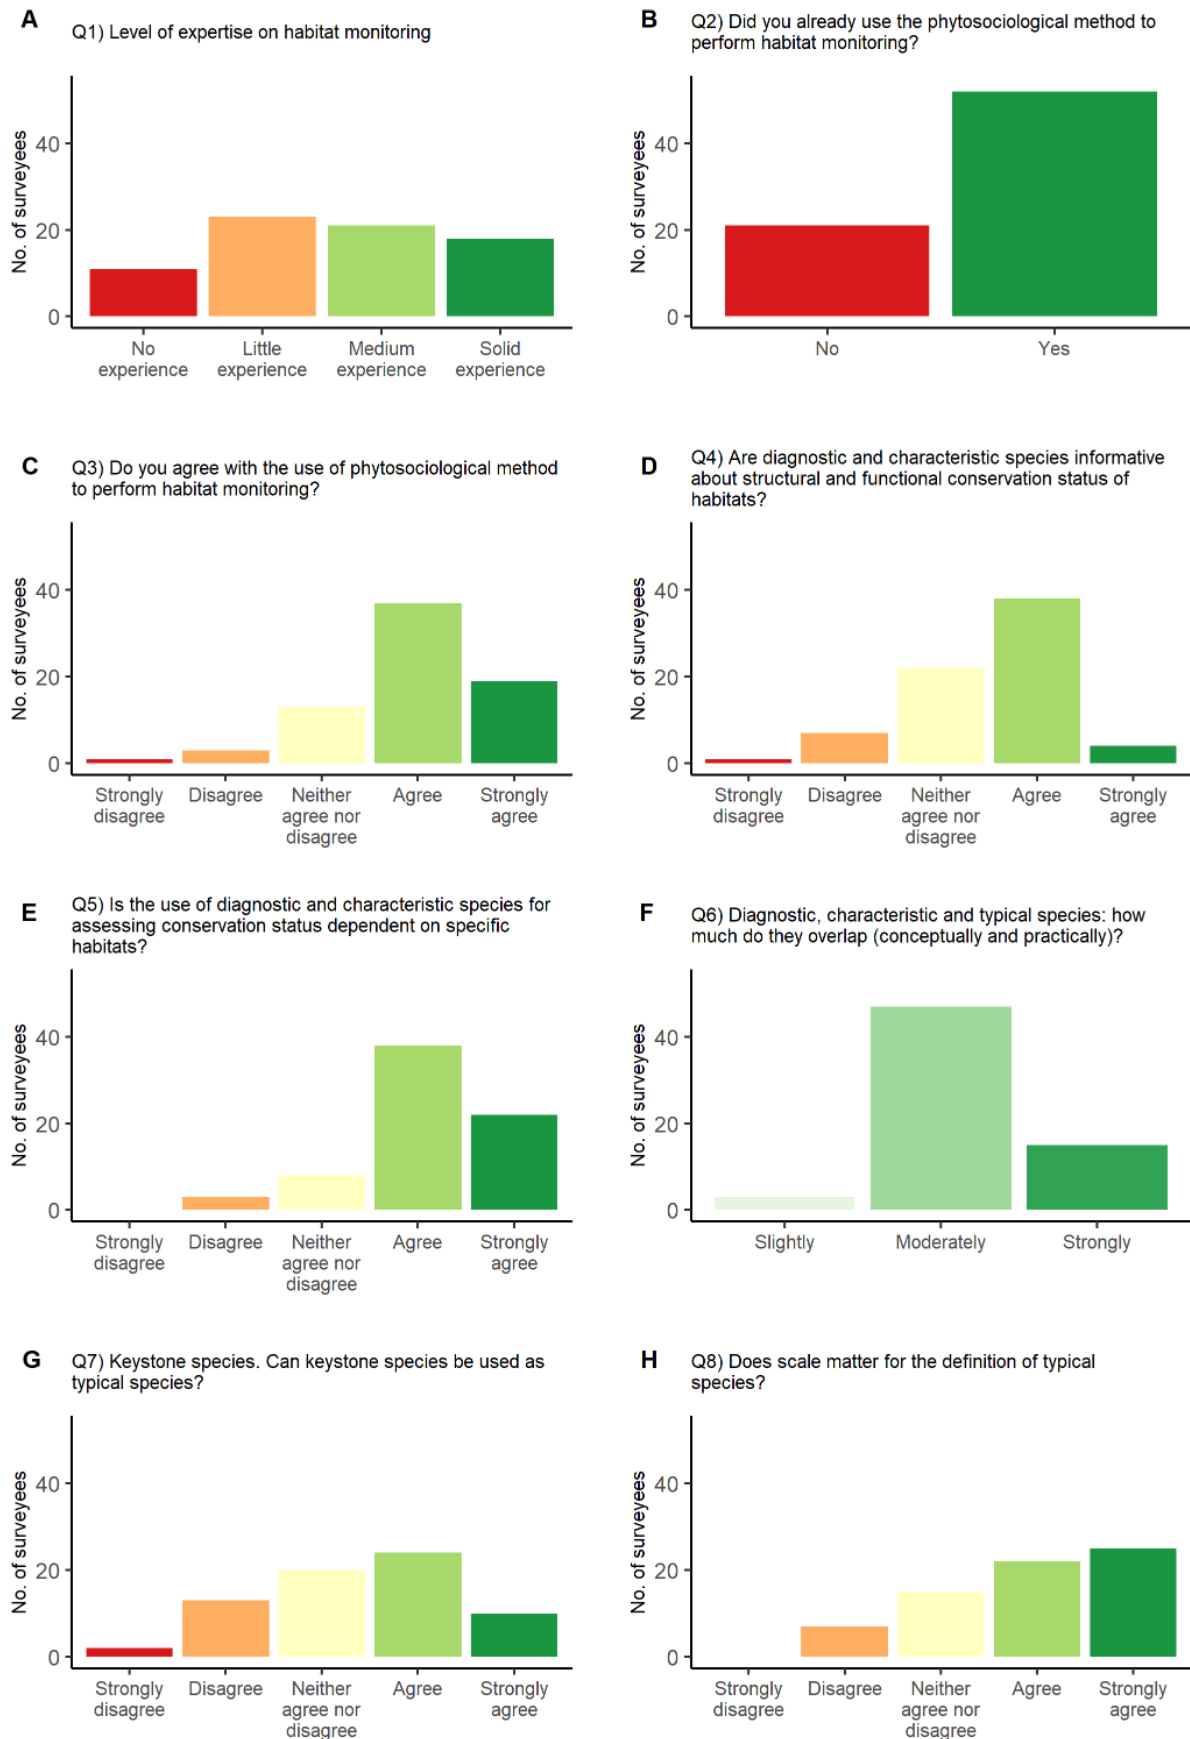 A
Q1) Level of expertise on habitat monitoring
No. of surveyees
40
20
0
No
experience
Little
experience
Medium
experience
Solid
experience
B
Q2) Did you already use the phytosociological method to
perform habitat monitoring?
No. of surveyees
40
20
0
No
Yes
C
Q3) Do you agree with the use of phytosociological method
to perform habitat monitoring?
No. of surveyees
40
20
0
Strongly
disagree
Disagree
Neither
agree nor
disagree
Agree
Strongly
agree
D
Q4) Are diagnostic and characteristic species informative
about structural and functional conservation status of
habitats?
No. of surveyees
40
20
0
Strongly
disagree
Disagree
Neither
agree nor
disagree
Agree
Strongly
agree
E
Q5) Is the use of diagnostic and characteristic species for
assessing conservation status dependent on specific
habitats?
No. of surveyees
40
20
0
Strongly
disagree
Disagree
Neither
agree nor
disagree
Agree
Strongly
agree
F
Q6) Diagnostic, characteristic and typical species: how
much do they overlap (conceptually and practically)?
No. of surveyees
40
20
0
Slightly
Moderately
Strongly
G
Q7) Keystone species. Can keystone species be used as
typical species?
No. of surveyees
40
20
0
Strongly
disagree
Disagree
Neither
agree nor
disagree
Agree
Strongly
agree
H
Q8) Does scale matter for the definition of typical
species?
No. of surveyees
40
20
0
Strongly
disagree
Disagree
Neither
agree nor
disagree
Agree
Strongly
agree